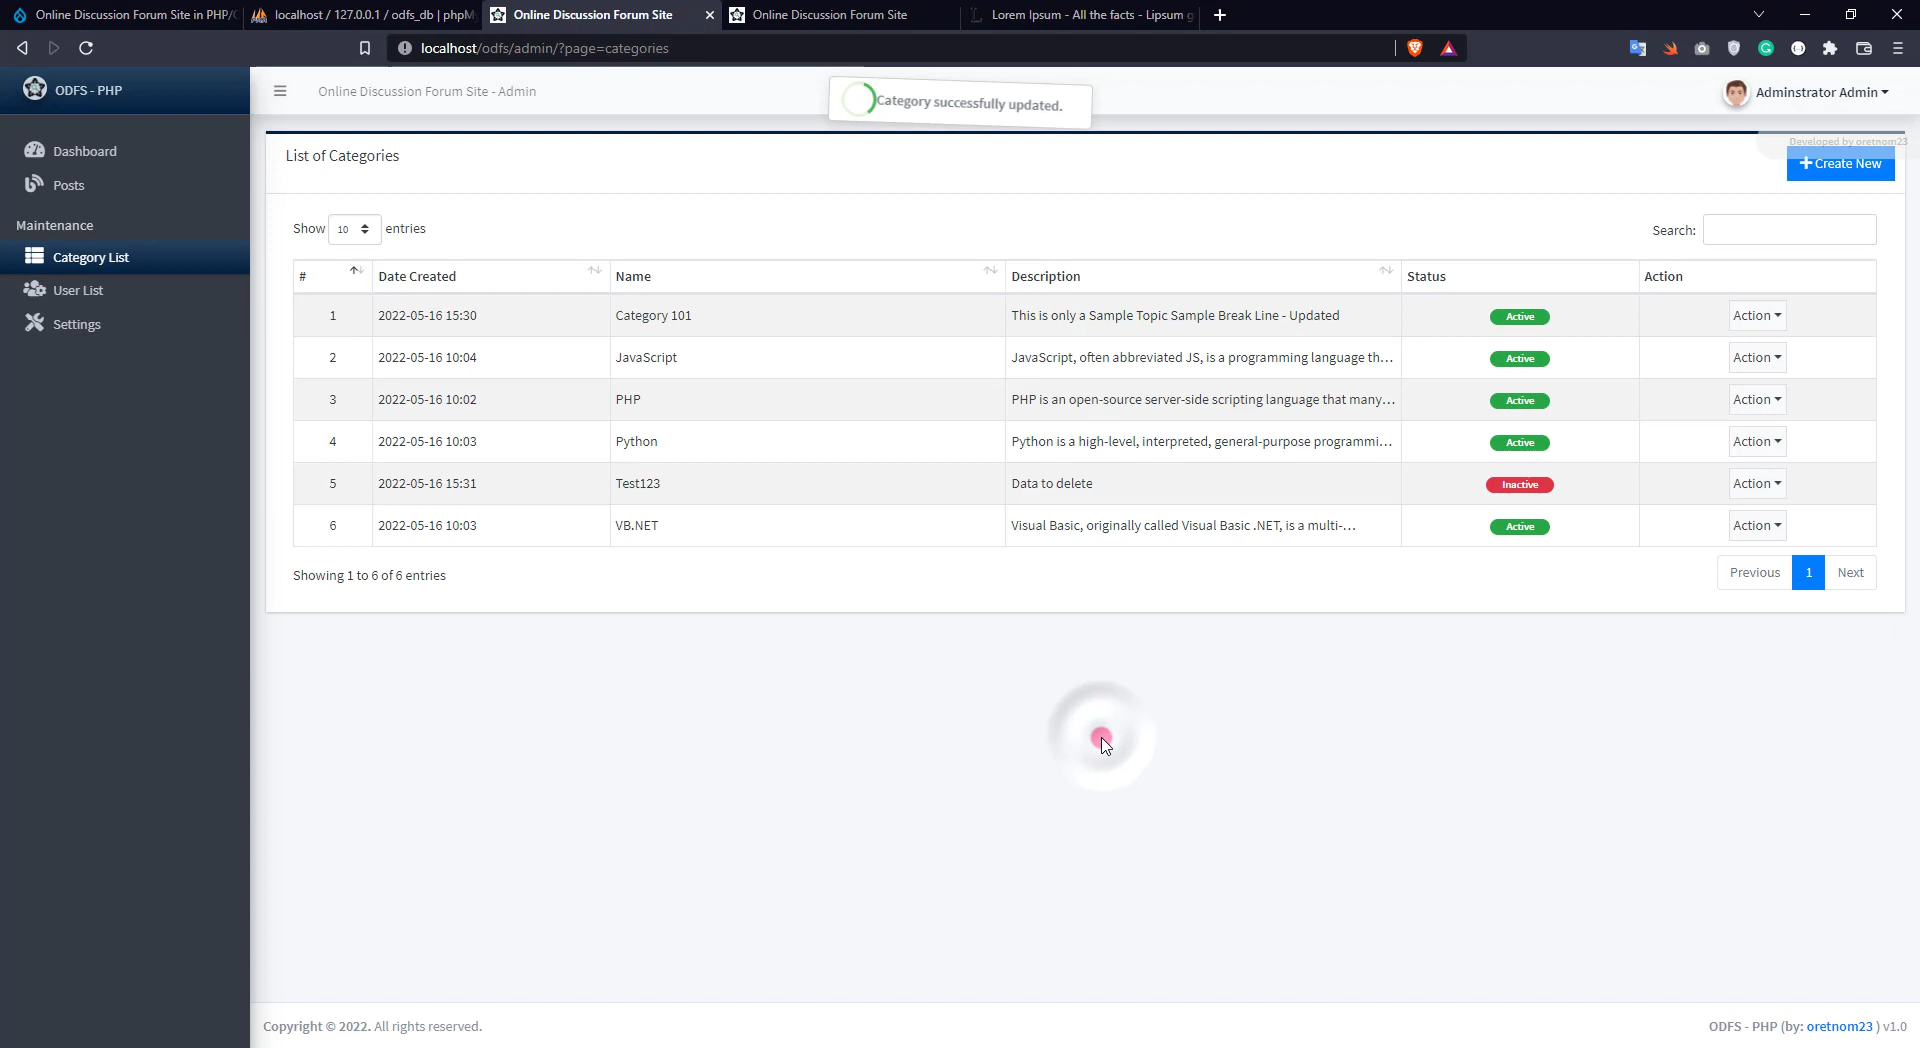 Online Discussion Forum Site in PHP/
localhost / 127.0.0.1 / odfs_db | phpM
Online Discussion Forum Site
Online Discussion Forum Site
Lorem Ipsum - All the facts - Lipsum g
localhost/odfs/admin/?page=categories
ODFS - PHP
Online Discussion Forum Site - Admin
Category successfully updated.
Adminstrator Admin
Developed by oretnom23
Dashboard
Posts
Maintenance
Category List
User List
Settings
List of Categories
Create New
Show 10 entries
Search:
# Date Created Name Description Status Action
1 2022-05-16 15:30 Category 101 This is only a Sample Topic Sample Break Line - Updated Active Action
2 2022-05-16 10:04 JavaScript JavaScript, often abbreviated JS, is a programming language th... Active Action
3 2022-05-16 10:02 PHP PHP is an open-source server-side scripting language that many... Active Action
4 2022-05-16 10:03 Python Python is a high-level, interpreted, general-purpose programmi... Active Action
5 2022-05-16 15:31 Test123 Data to delete Inactive Action
6 2022-05-16 10:03 VB.NET Visual Basic, originally called Visual Basic .NET, is a multi-... Active Action
Showing 1 to 6 of 6 entries
Previous 1 Next
Copyright © 2022. All rights reserved.
ODFS - PHP (by: oretnom23 ) v1.0